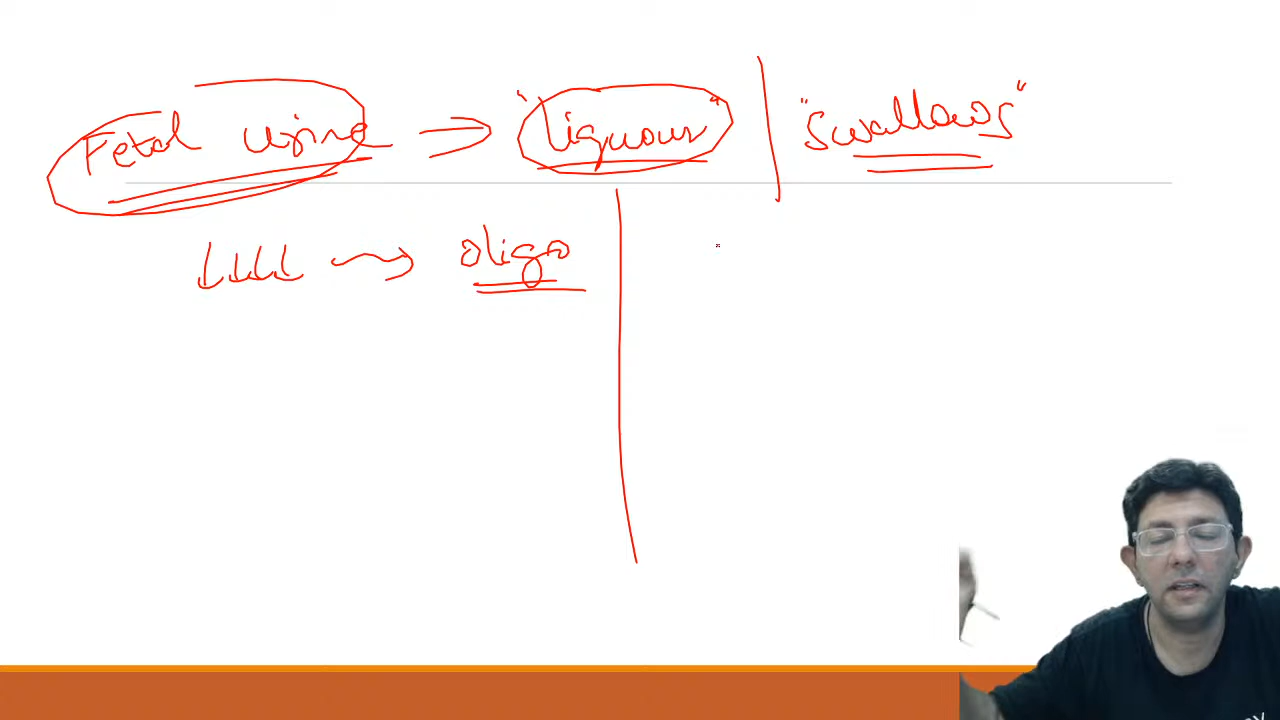 Fetal urine ⇒ "liquour" | "swallows"
↓↓↓↓ → oligo